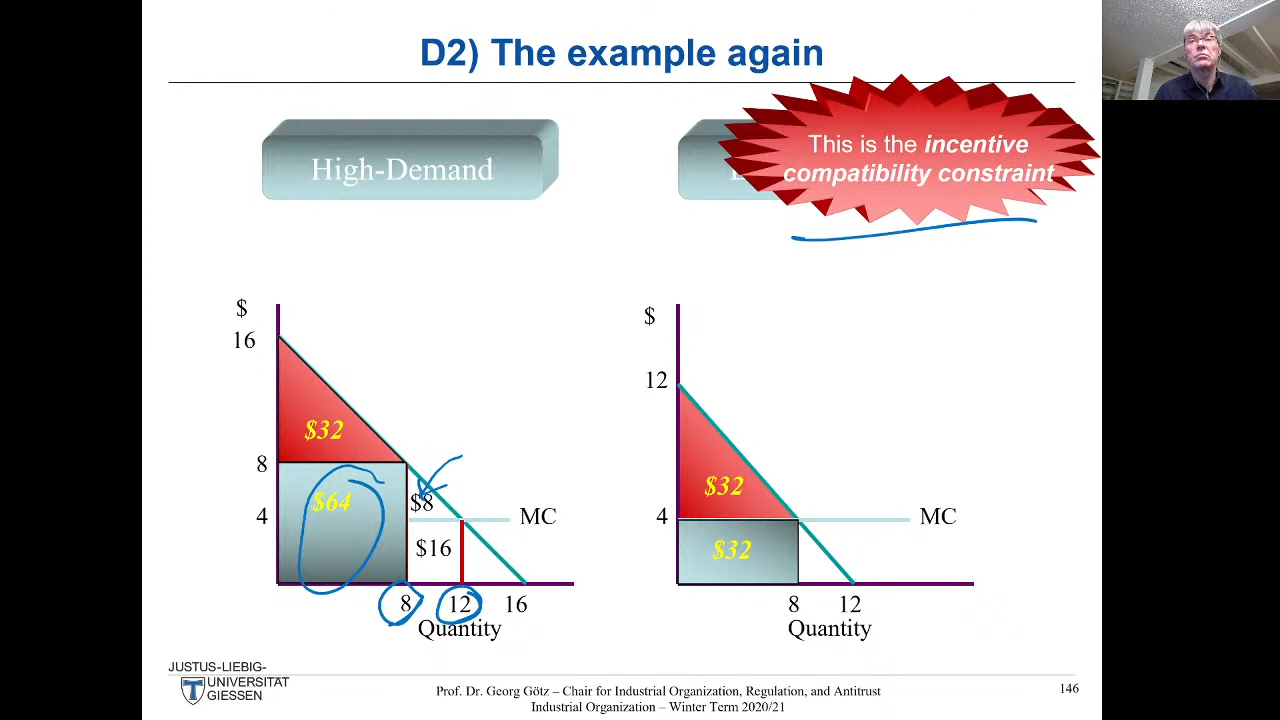 D2) The example again
High-Demand
This is the incentive
compatibility constraint
$
16
$32
8
$64
$8
4
MC
$16
8
12
16
Quantity
$
12
$32
4
MC
$32
8
12
Quantity
JUSTUS-LIEBIG-
UNIVERSITÄT
GIESSEN
Prof. Dr. Georg Götz – Chair for Industrial Organization, Regulation, and Antitrust
Industrial Organization – Winter Term 2020/21
146